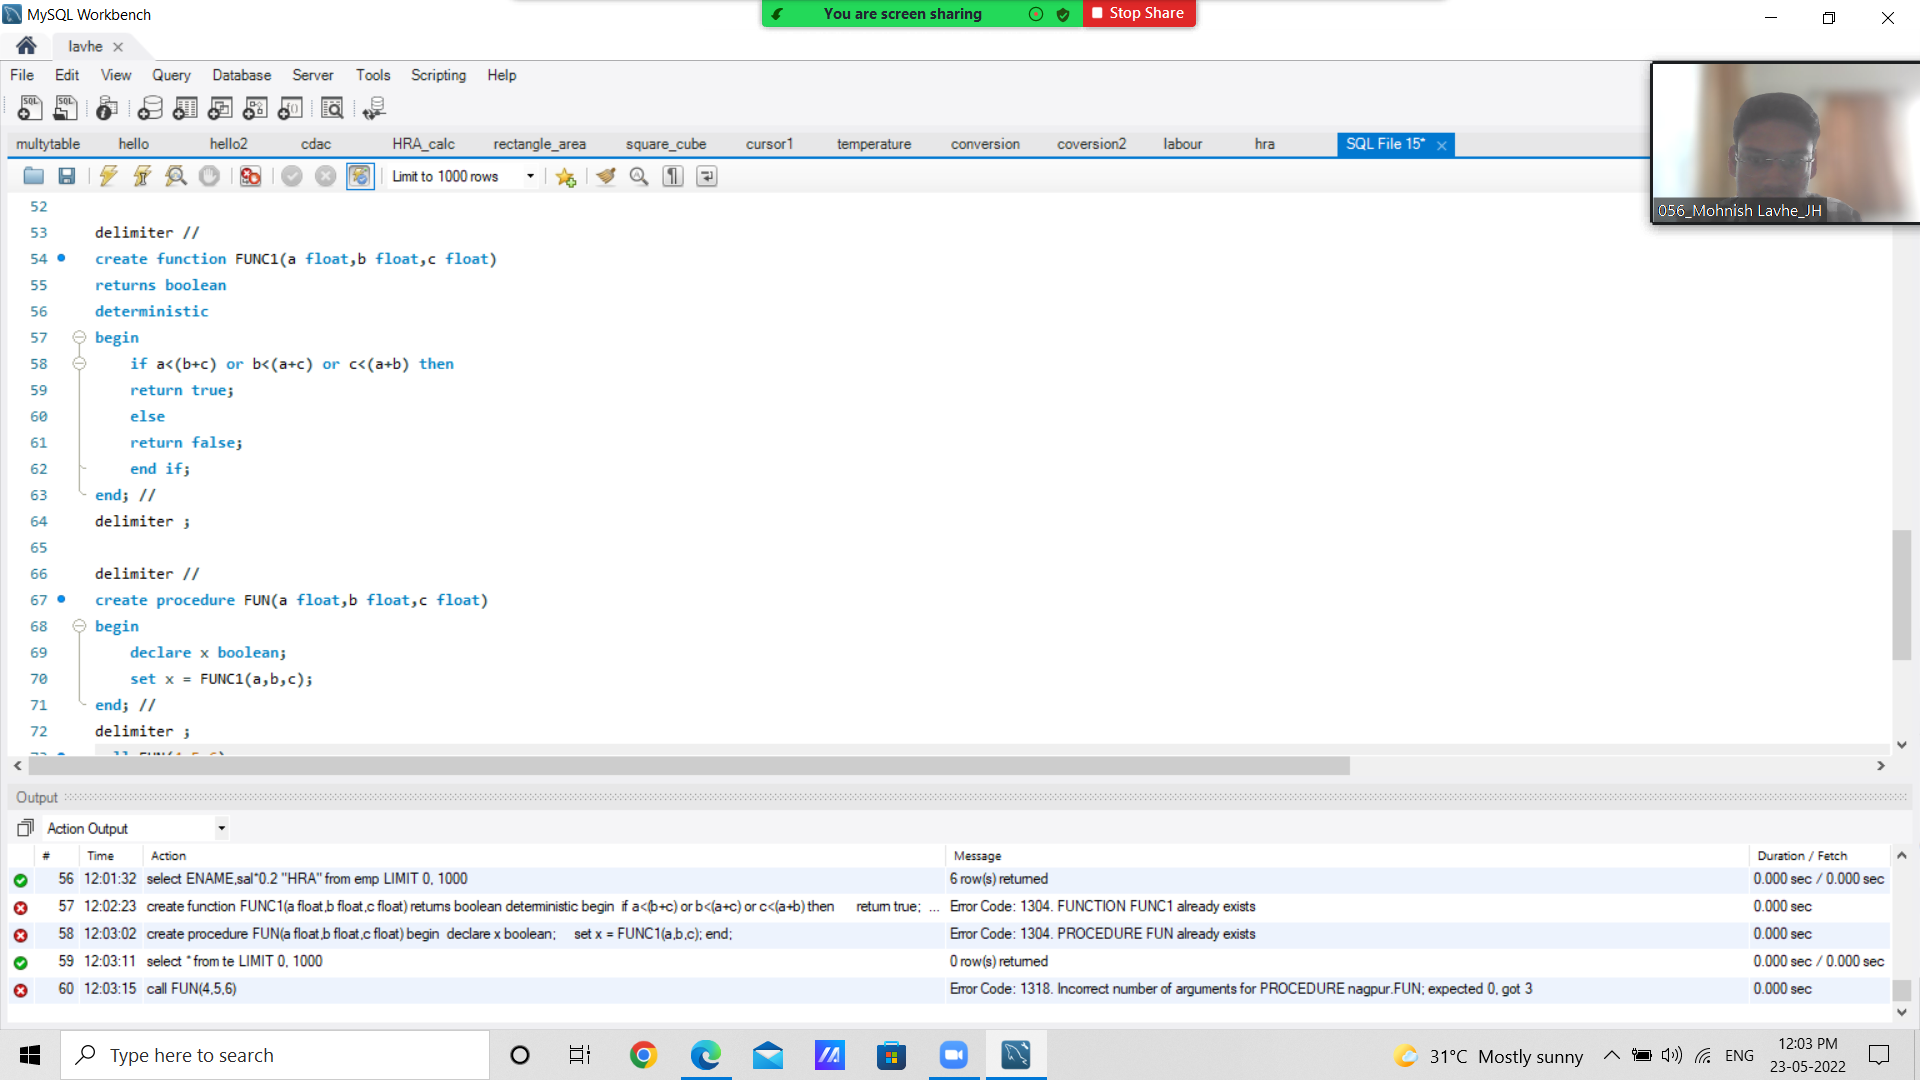 MySQL Workbench
You are screen sharing
Stop Share
lavhe
File Edit View Query Database Server Tools Scripting Help
multytable hello hello2 cdac HRA_calc rectangle_area square_cube cursor1 temperature conversion coversion2 labour hra SQL File 15*
Limit to 1000 rows
056_Mohnish Lavhe_JH
52
53 delimiter //
54 create function FUNC1(a float,b float,c float)
55 returns boolean
56 deterministic
57 begin
58 if a<(b+c) or b<(a+c) or c<(a+b) then
59 return true;
60 else
61 return false;
62 end if;
63 end; //
64 delimiter ;
65
66 delimiter //
67 create procedure FUN(a float,b float,c float)
68 begin
69 declare x boolean;
70 set x = FUNC1(a,b,c);
71 end; //
72 delimiter ;
Output
Action Output
# Time Action Message Duration / Fetch
56 12:01:32 select ENAME,sal*0.2 "HRA" from emp LIMIT 0, 1000 6 row(s) returned 0.000 sec / 0.000 sec
57 12:02:23 create function FUNC1(a float,b float,c float) returns boolean deterministic begin if a<(b+c) or b<(a+c) or c<(a+b) then return true; ... Error Code: 1304. FUNCTION FUNC1 already exists 0.000 sec
58 12:03:02 create procedure FUN(a float,b float,c float) begin declare x boolean; set x = FUNC1(a,b,c); end; Error Code: 1304. PROCEDURE FUN already exists 0.000 sec
59 12:03:11 select * from te LIMIT 0, 1000 0 row(s) returned 0.000 sec / 0.000 sec
60 12:03:15 call FUN(4,5,6) Error Code: 1318. Incorrect number of arguments for PROCEDURE nagpur.FUN; expected 0, got 3 0.000 sec
Type here to search
31°C Mostly sunny
ENG
12:03 PM
23-05-2022